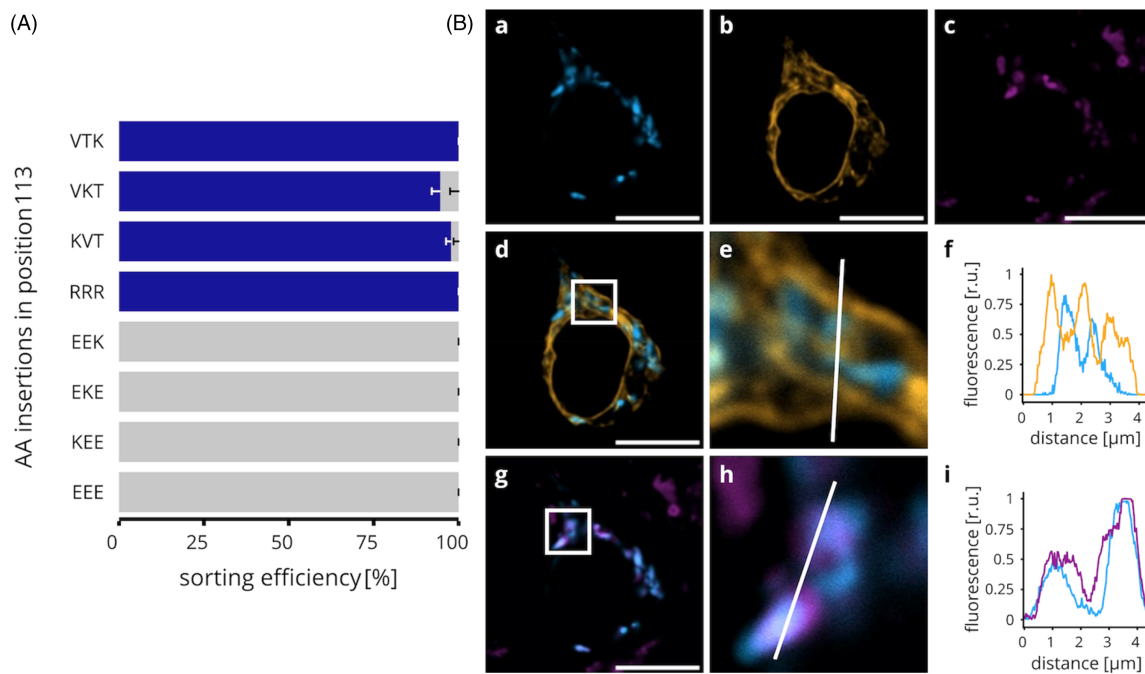 (A)
AA insertions in position 113
VTK
VKT
KVT
RRR
EEK
EKE
KEE
EEE
0 25 50 75 100
sorting efficiency [%]
(B)
a b c
d e f
fluorescence [r.u.]
1
0.75
0.5
0.25
0
0 1 2 3 4
distance [µm]
g h i
fluorescence [r.u.]
1
0.75
0.5
0.25
0
0 1 2 3 4
distance [µm]